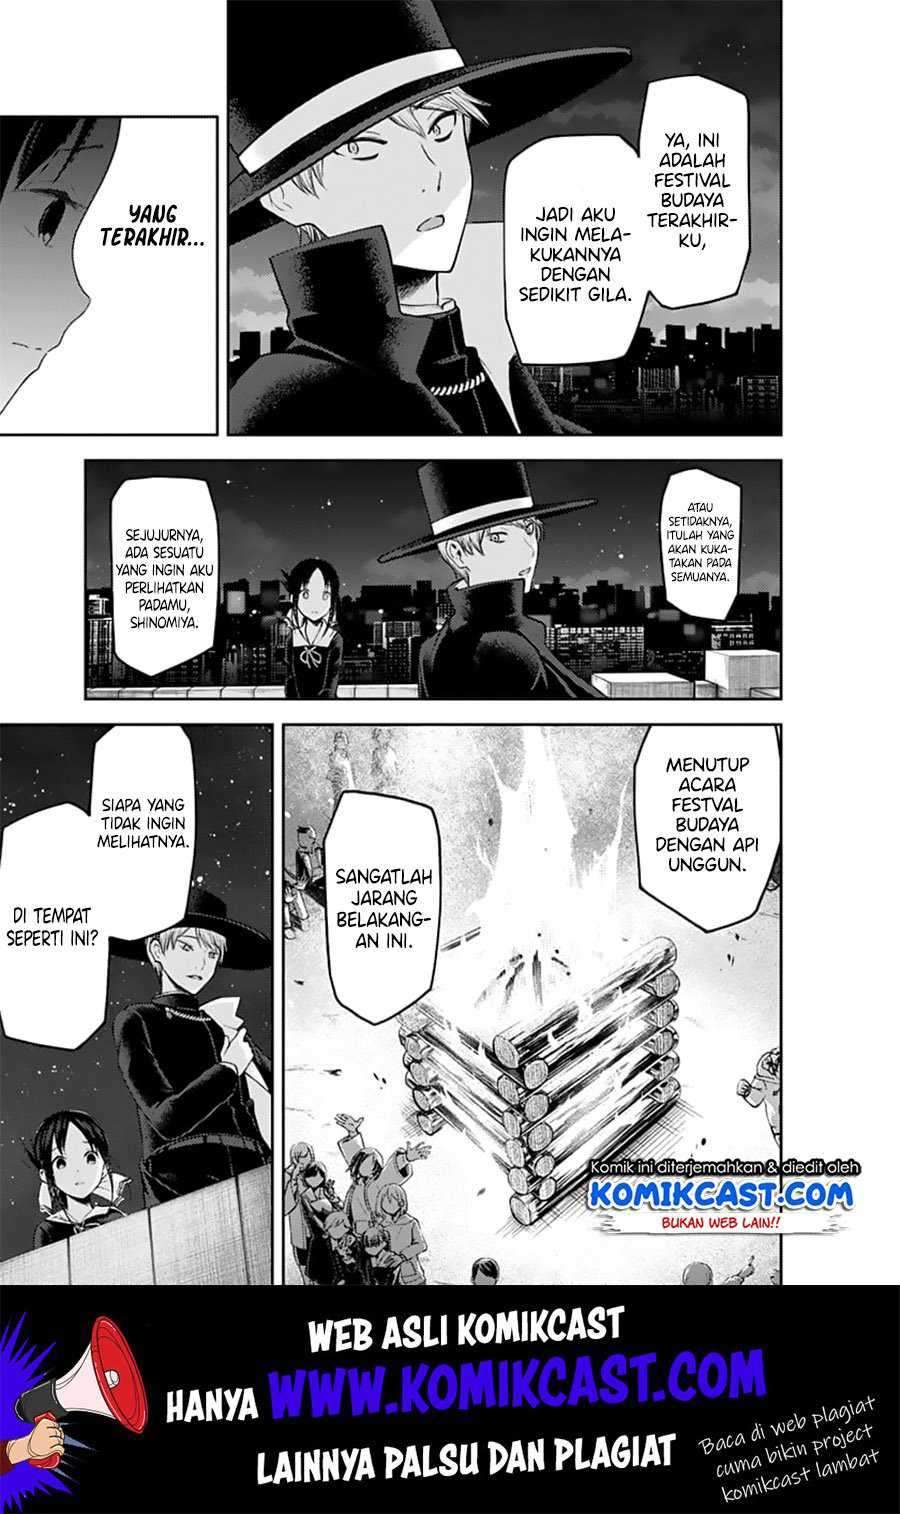 YA, INI
ADALAH
FESTIVAL
BUDAYA
TERAKHIR-
KU,
JADI AKU
INGIN MELA-
KUKANNYA
DENGAN
SEDIKIT GILA.
YANG
TERAKHIR...
ATAU
SETIDAKNYA,
ITULAH YANG
AKAN KUKA-
TAKAN PADA
SEMUANYA.
SEJUJURNYA,
ADA SESUATU
YANG INGIN AKU
PERLIHATKAN
PADAMU,
SHINOMIYA.
MENUTUP
ACARA
FESTVAL
BUDAYA
DENGAN API
UNGGUN.
SANGATLAH
JARANG
BELAKANG-
AN INI.
SIAPA YANG
TIDAK INGIN
MELIHATNYA.
DI TEMPAT
SEPERTI INI?
Komik ini diterjemahkan & diedit oleh
KOMIKCAST.COM
BUKAN WEB LAIN!!
WEB ASLI KOMIKCAST
HANYA WWW.KOMIKCAST.COM
LAINNYA PALSU DAN PLAGIAT
Baca di web plagiat
cuma bikin project
komikcast lambat